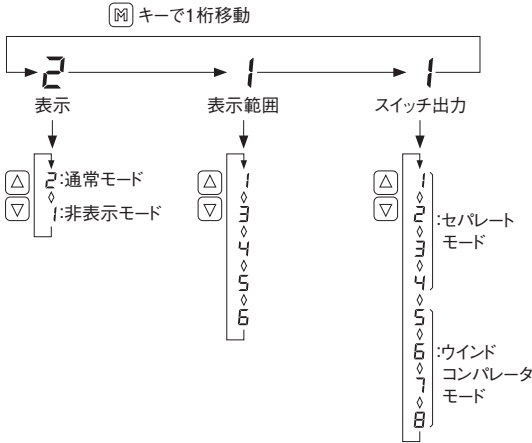 M キーで1桁移動
2 1 1
表示 表示範囲 スイッチ出力
2:通常モード
1:非表示モード
1
3
4
5
6
1
2
3
4
:セパレート
モード
5
6
7
8
:ウインド
コンパレータ
モード